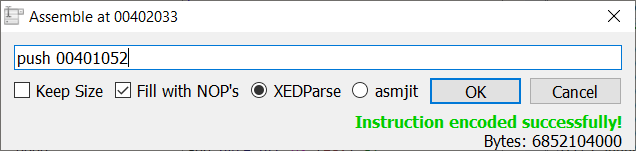 Assemble at 00402033
push 00401052
Keep Size Fill with NOP's XEDParse asmjit OK Cancel
Instruction encoded successfully!
Bytes: 6852104000